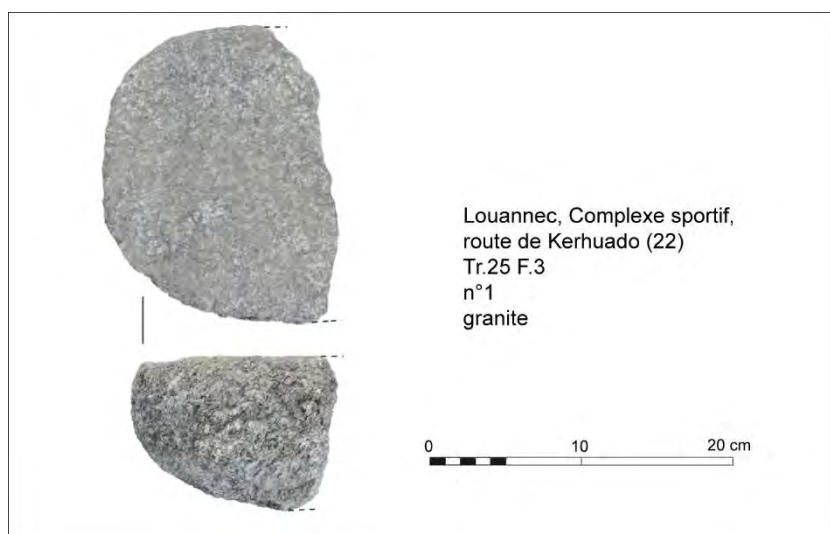 Louannec, Complexe sportif,
route de Kerhuado (22)
Tr.25 F.3
n°1
granite
0 10 20 cm